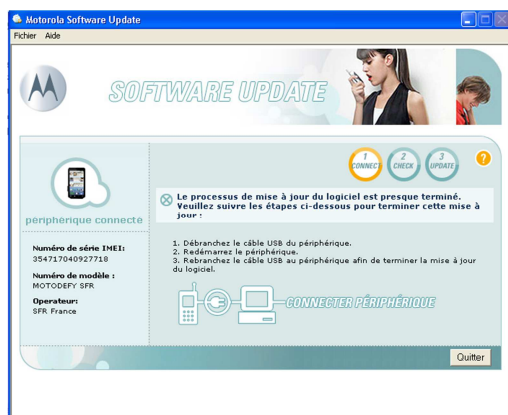 Motorola Software Update
Fichier Aide
SOFTWARE UPDATE
1 CONNECT
2 CHECK
3 UPDATE
?
périphérique connecté
Numéro de série IMEI:
354717040927718
Numéro de modèle :
MOTODEFY SFR
Operateur:
SFR France
Le processus de mise à jour du logiciel est presque terminé.
Veuillez suivre les étapes ci-dessous pour terminer cette mise à
jour :
1. Débranchez le câble USB du périphérique.
2. Redémarrez le périphérique.
3. Rebranchez le câble USB au périphérique afin de terminer la mise à jour
du logiciel.
CONNECTER PÉRIPHÉRIQUE
Quitter